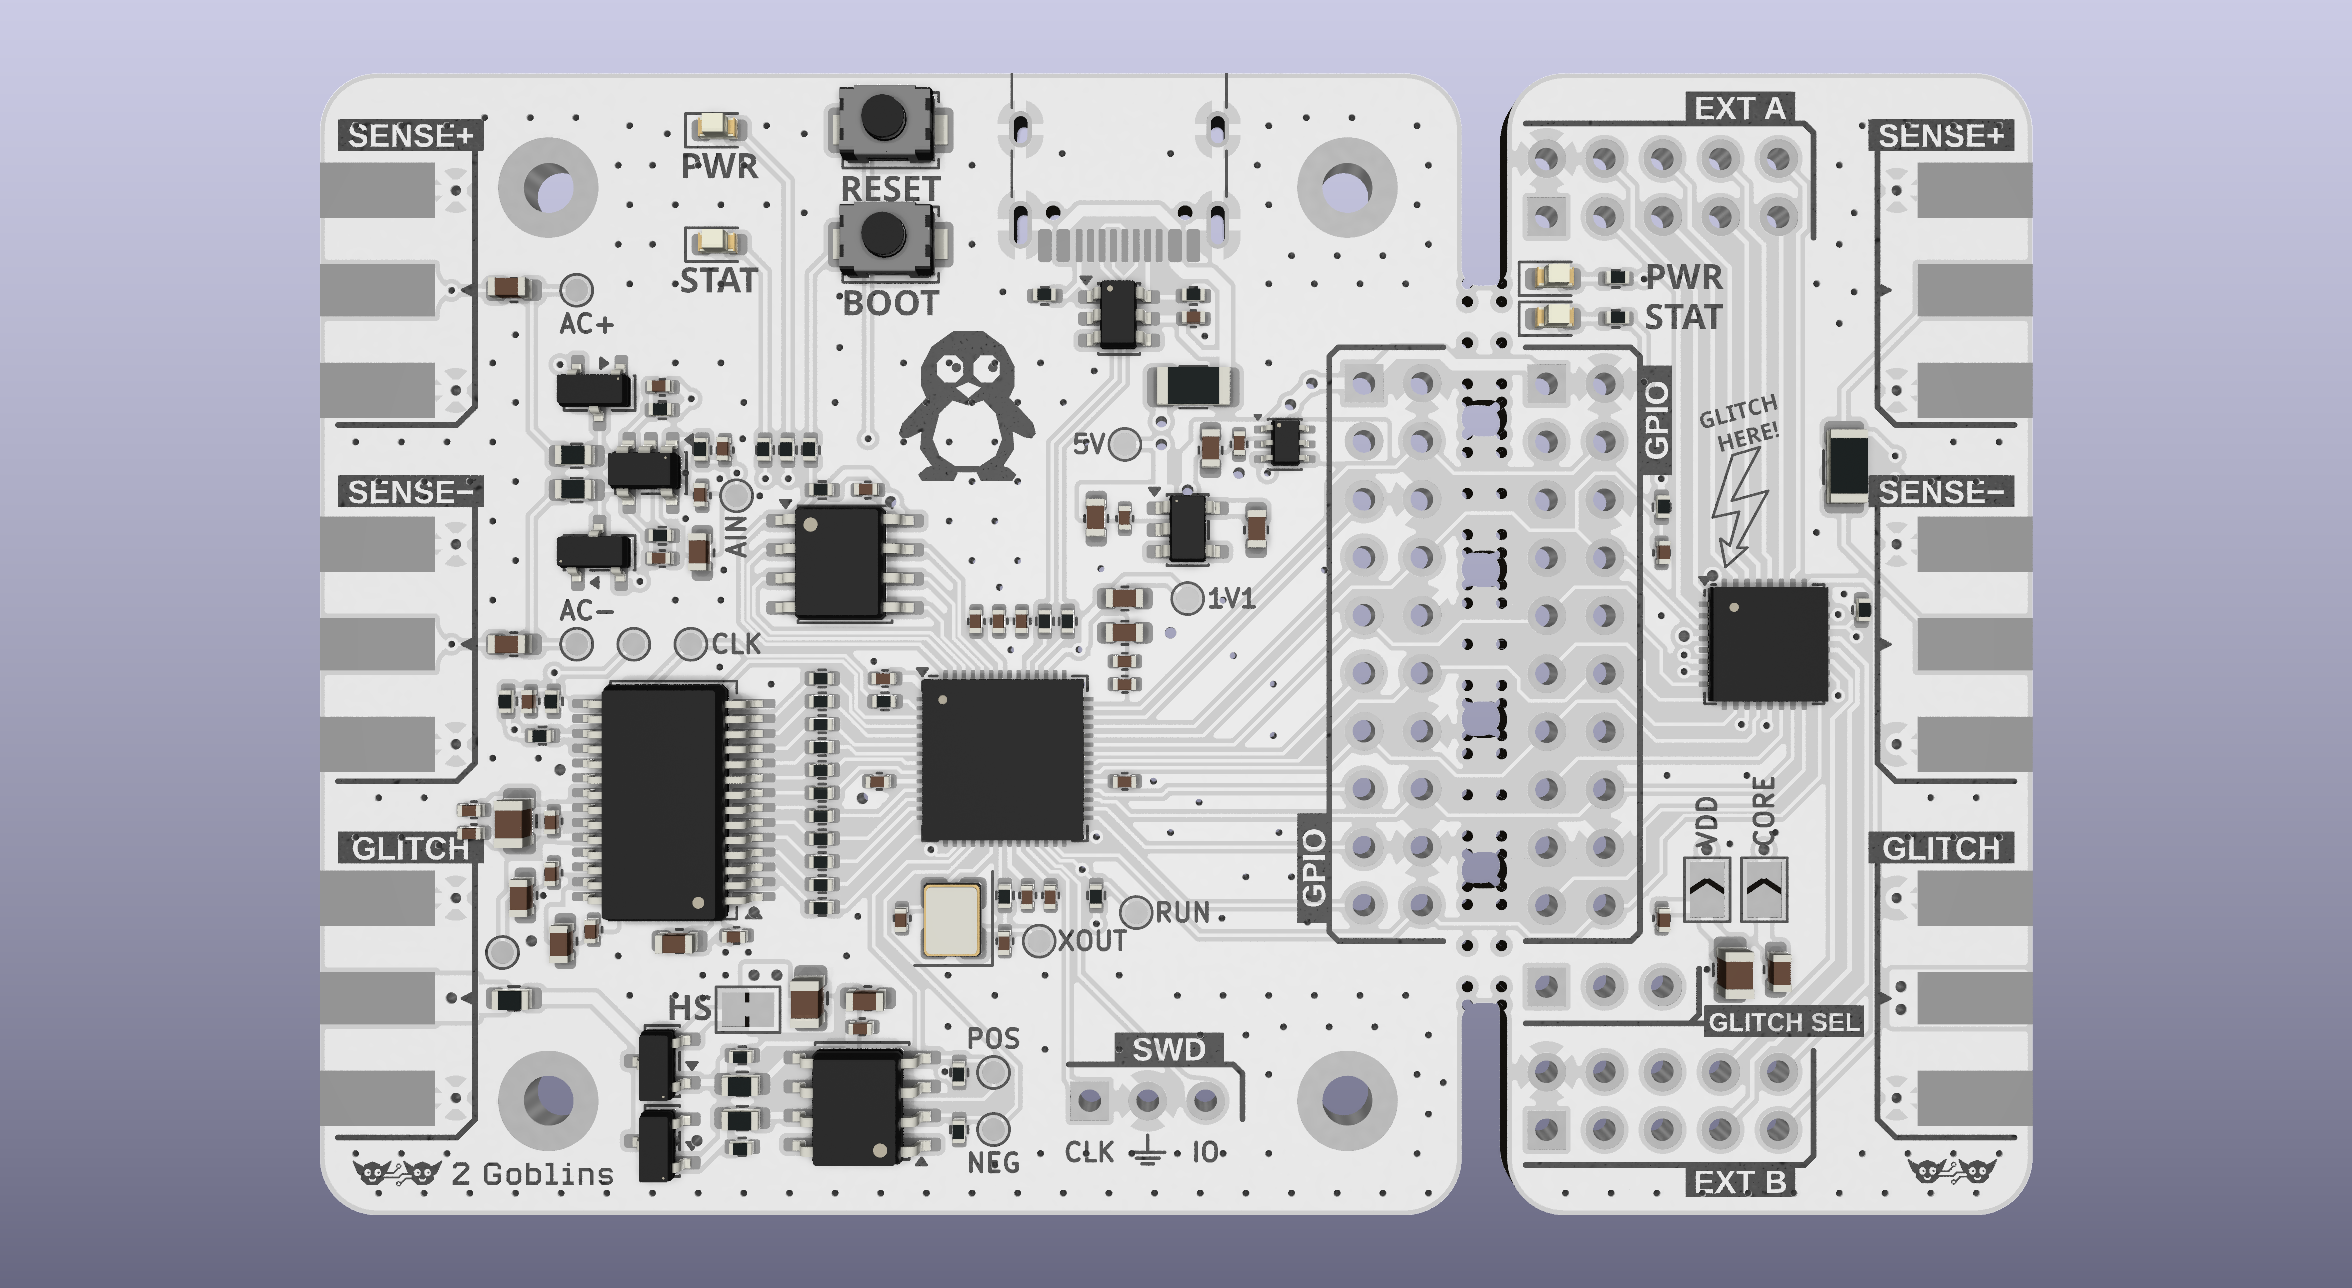 SENSE+
PWR
RESET
STAT
BOOT
AC+
SENSE−
AIN
AC−
CLK
5V
1V1
GLITCH
RUN
XOUT
HS
POS
NEG
SWD
CLK
IO
2 Goblins
GPIO
EXT A
SENSE+
PWR
STAT
GPIO
GLITCH
HERE!
SENSE−
VDD
CORE
GLITCH
GLITCH SEL
EXT B